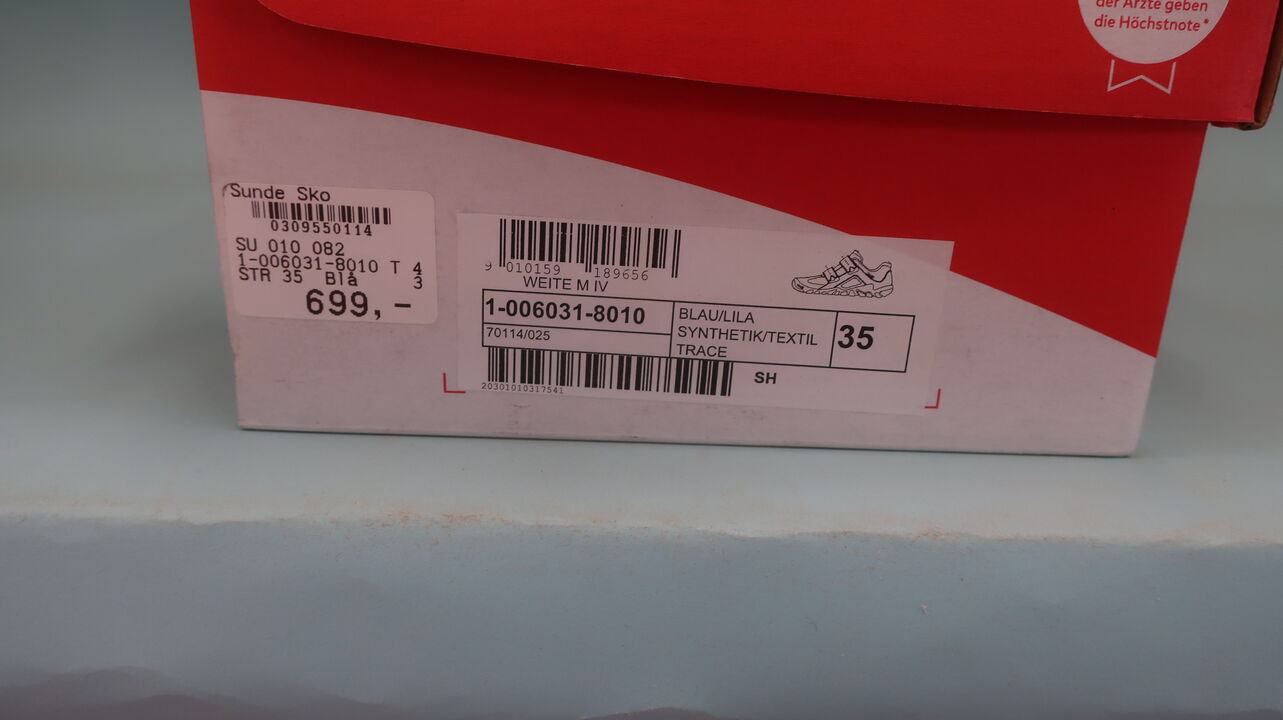 der Ärzte geben
die Höchstnote*
Sunde Sko
0309550114
SU 010 082
1-006031-8010 T 4
STR 35 Blå 3
699,-
9 010159 189656
WEITE M IV
1-006031-8010
70114/025
BLAU/LILA
SYNTHETIK/TEXTIL
TRACE
35
20301010317541
SH